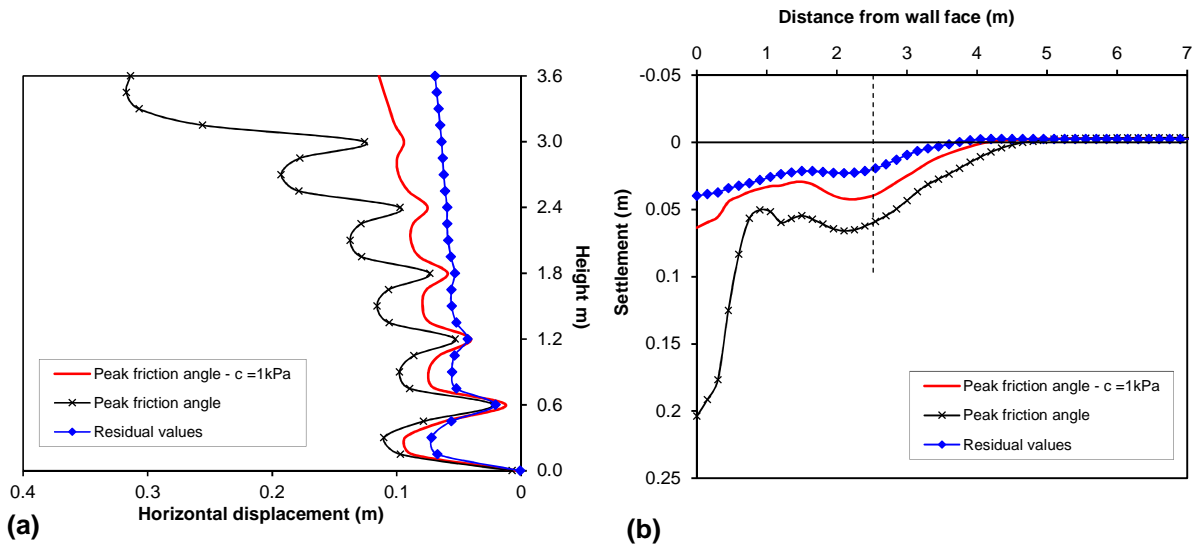 3.6
3.0
2.4
1.8
1.2
0.6
0.0
Height m)
Peak friction angle - c =1kPa
Peak friction angle
Residual values
0.4
0.3
0.2
0.1
0
Horizontal displacement (m)
(a)
Distance from wall face (m)
0
1
2
3
4
5
6
7
-0.05
0
0.05
0.1
0.15
0.2
0.25
Settlement (m)
Peak friction angle - c =1kPa
Peak friction angle
Residual values
(b)